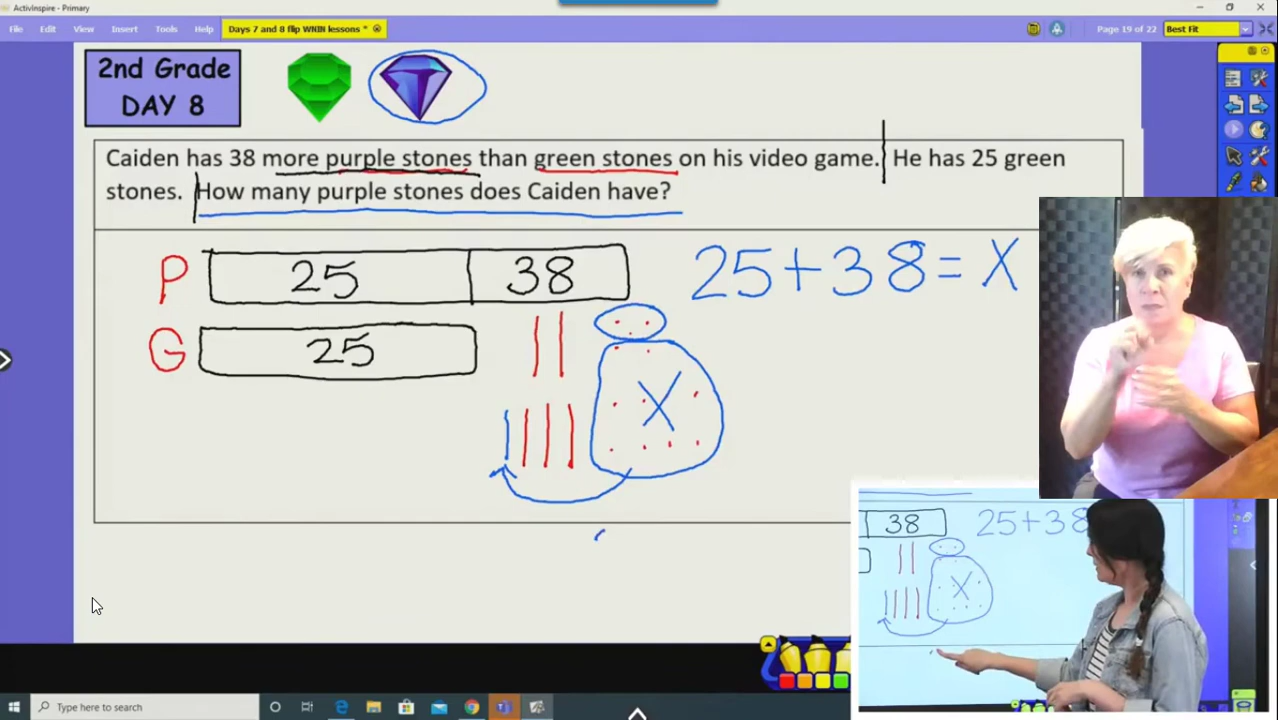 ActivInspire - Primary
File Edit View Insert Tools Help Days 7 and 8 flip WNIN lessons * Page 19 of 22 Best Fit
2nd Grade
DAY 8
Caiden has 38 more purple stones than green stones on his video game. He has 25 green
stones. How many purple stones does Caiden have?
P 25 38 25+38=X
G 25
X
38 25+38
X
Type here to search